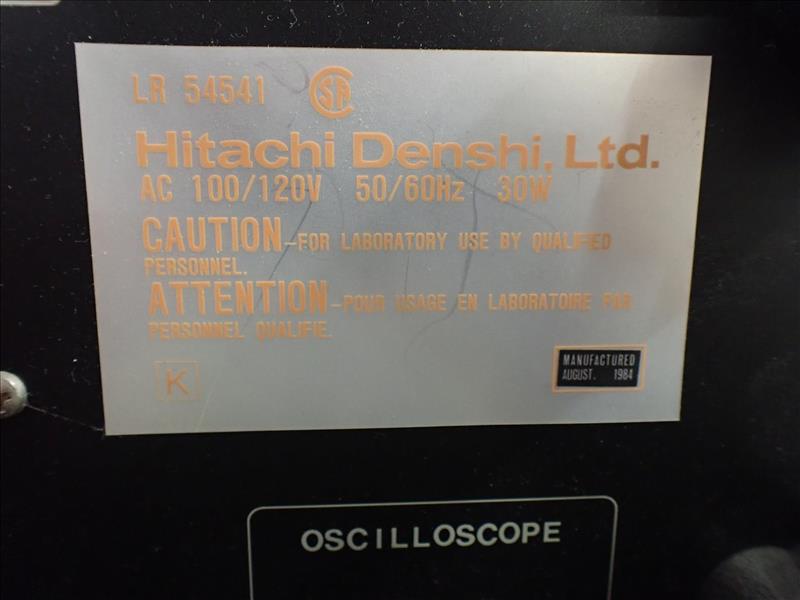 LR 54541 SA
Hitachi Denshi, Ltd.
AC 100/120V 50/60Hz 30W
CAUTION-FOR LABORATORY USE BY QUALIFIED
PERSONNEL.
ATTENTION-POUR USAGE EN LABORATOIRE PAR
PERSONNEL QUALIFIE.
K
MANUFACTURED
AUGUST. 1984
OSCILLOSCOPE